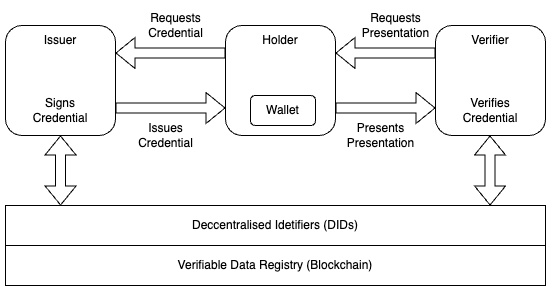 Requests
Credential
Requests
Presentation
Issuer
Holder
Verifier
Signs
Credential
Wallet
Verifies
Credential
Issues
Credential
Presents
Presentation
Deccentralised Idetifiers (DIDs)
Verifiable Data Registry (Blockchain)